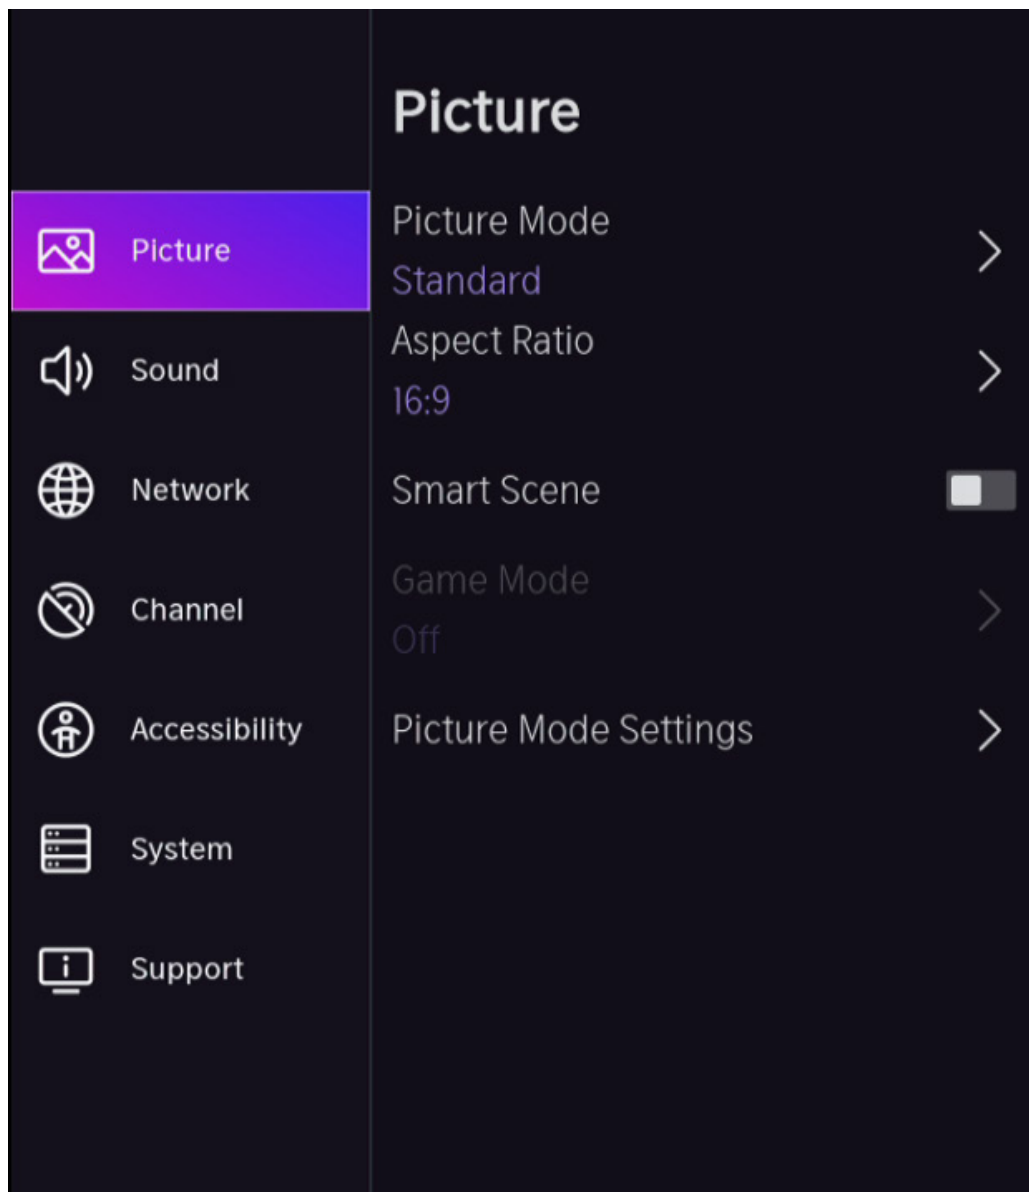 Picture
Sound
Network
Channel
Accessibility
System
Support
Picture
Picture Mode
Standard
Aspect Ratio
16:9
Smart Scene
Game Mode
Off
Picture Mode Settings